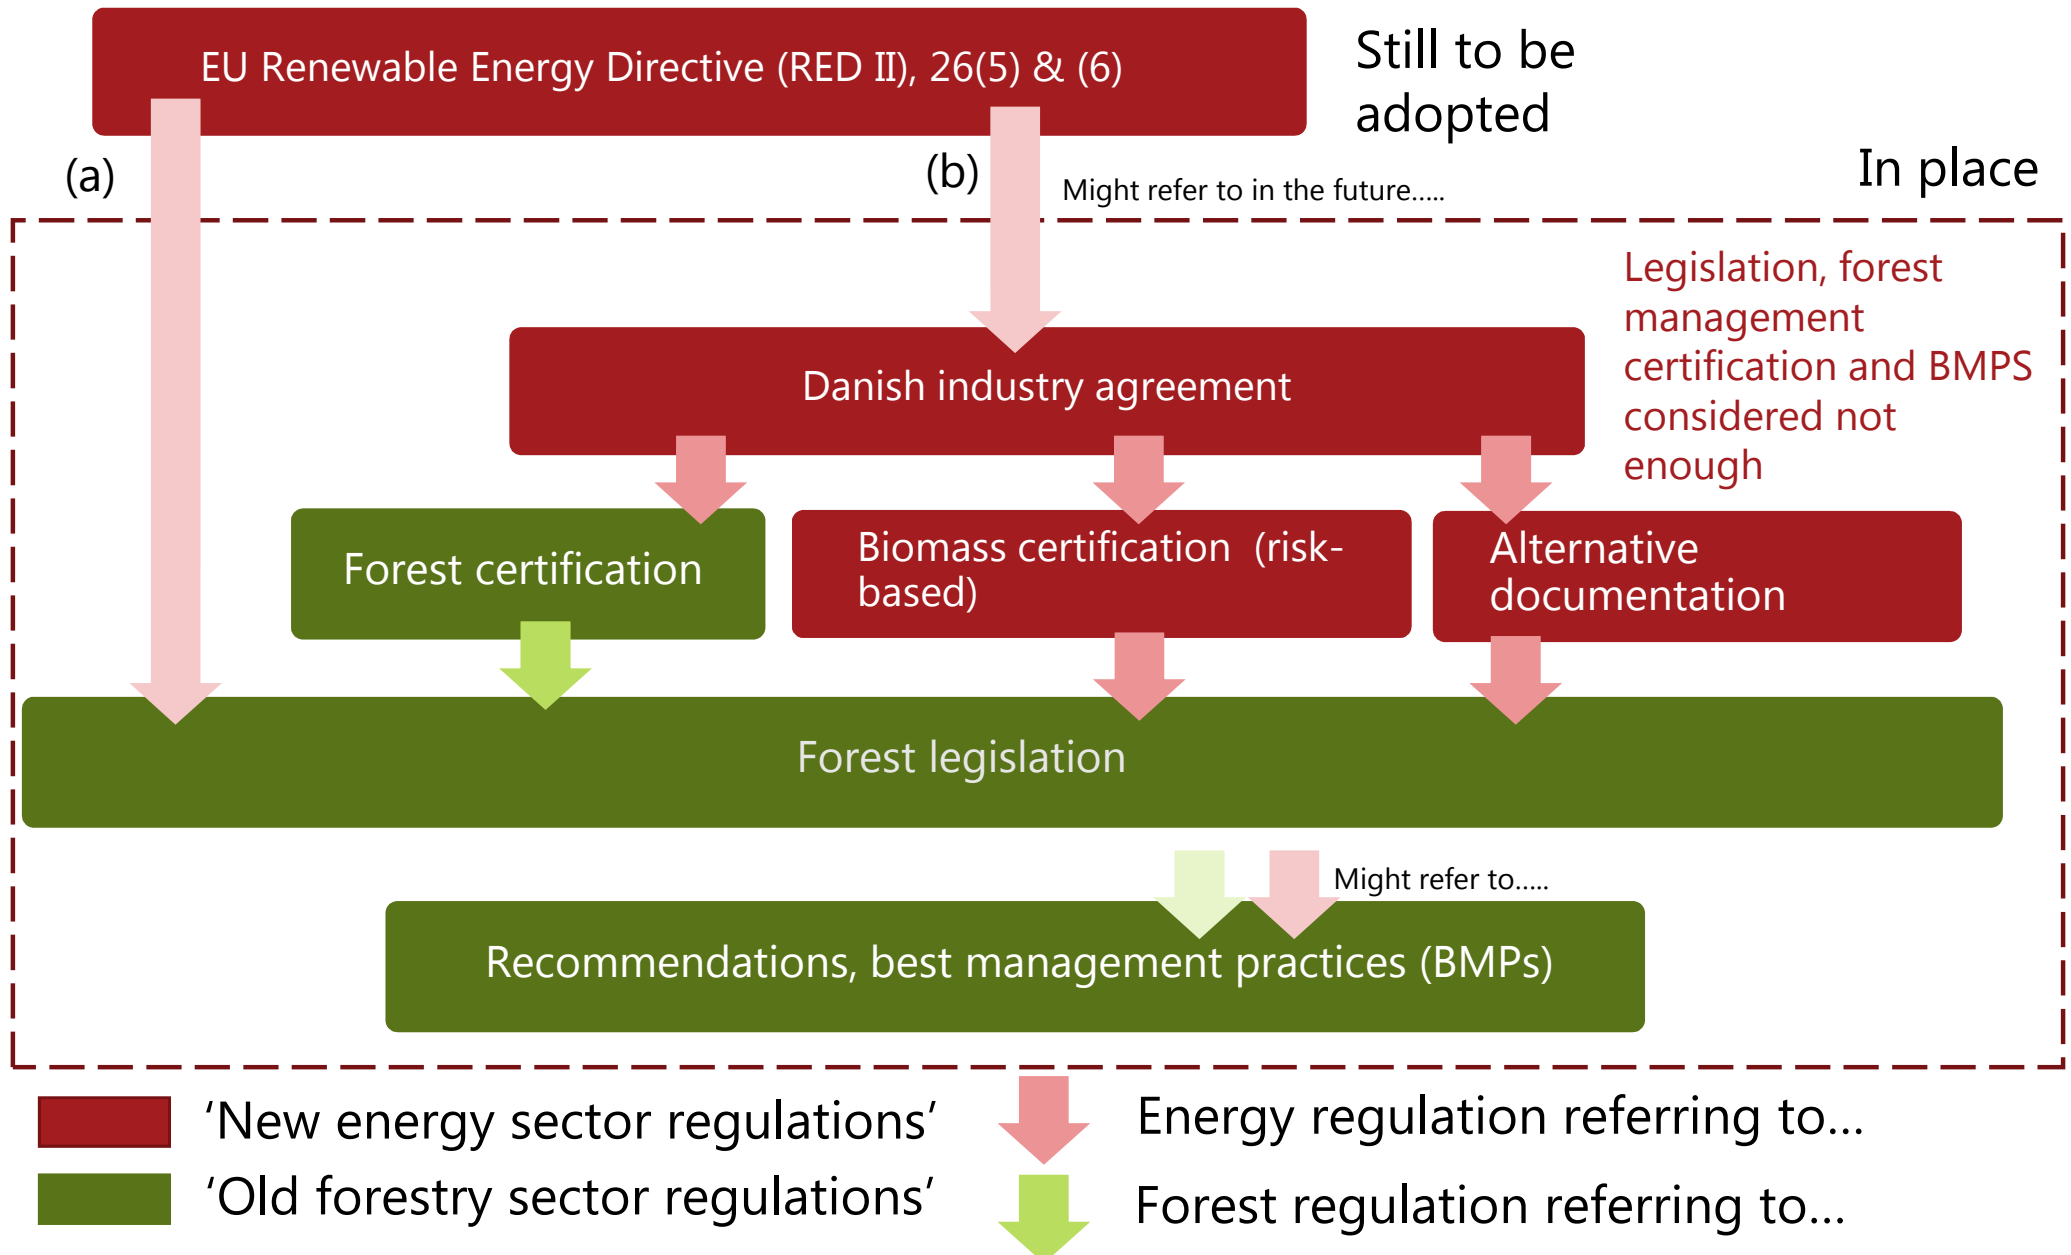 EU Renewable Energy Directive (RED II), 26(5) & (6)
Still to be
adopted
(a)
(b)
Might refer to in the future.....
In place
Legislation, forest
management
certification and BMPS
considered not
enough
Danish industry agreement
Forest certification
Biomass certification (risk-
based)
Alternative
documentation
Forest legislation
Might refer to.....
Recommendations, best management practices (BMPs)
‘New energy sector regulations’
Energy regulation referring to...
‘Old forestry sector regulations’
Forest regulation referring to...